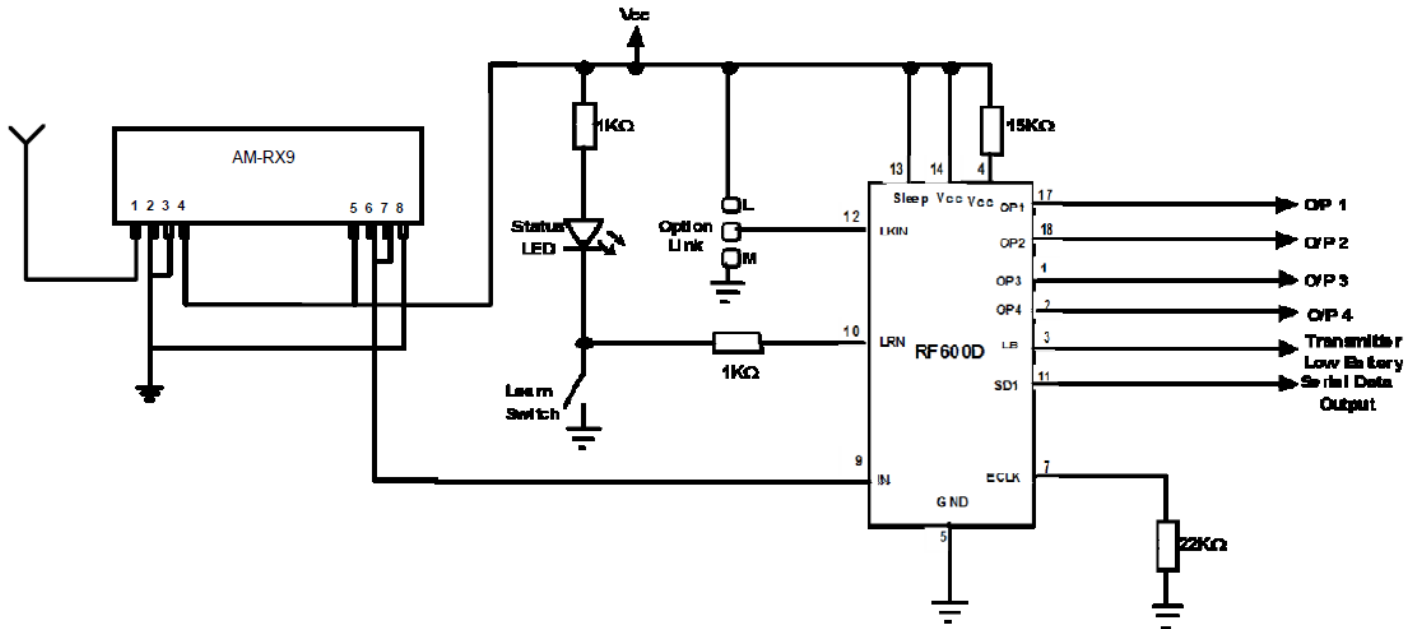 Vcc
AM-RX9
1 2 3 4 5 6 7 8
1KΩ
15KΩ
13 14 4
Sleep Vcc Vcc
Status
LED
Option
Link
L
M
12
LKIN
10
LRN
1KΩ
RF600D
Learn
Switch
9
IN
GND
5
OP1 17 O/P 1
OP2 18 O/P 2
OP3 1 O/P 3
OP4 2 O/P 4
LB 3 Transmitter
Low Battery
SD1 11 Serial Data
Output
ECLK 7
22KΩ